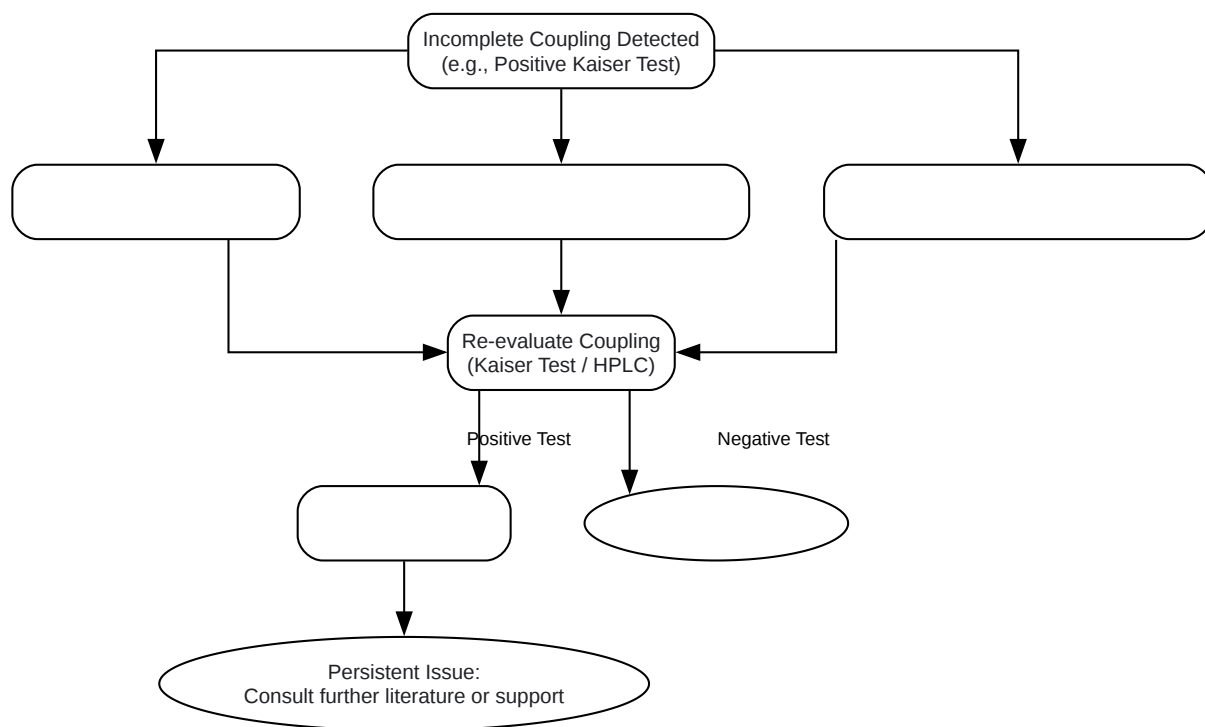 Incomplete Coupling Detected
(e.g., Positive Kaiser Test)
Re-evaluate Coupling
(Kaiser Test / HPLC)
Positive Test
Negative Test
Persistent Issue:
Consult further literature or support